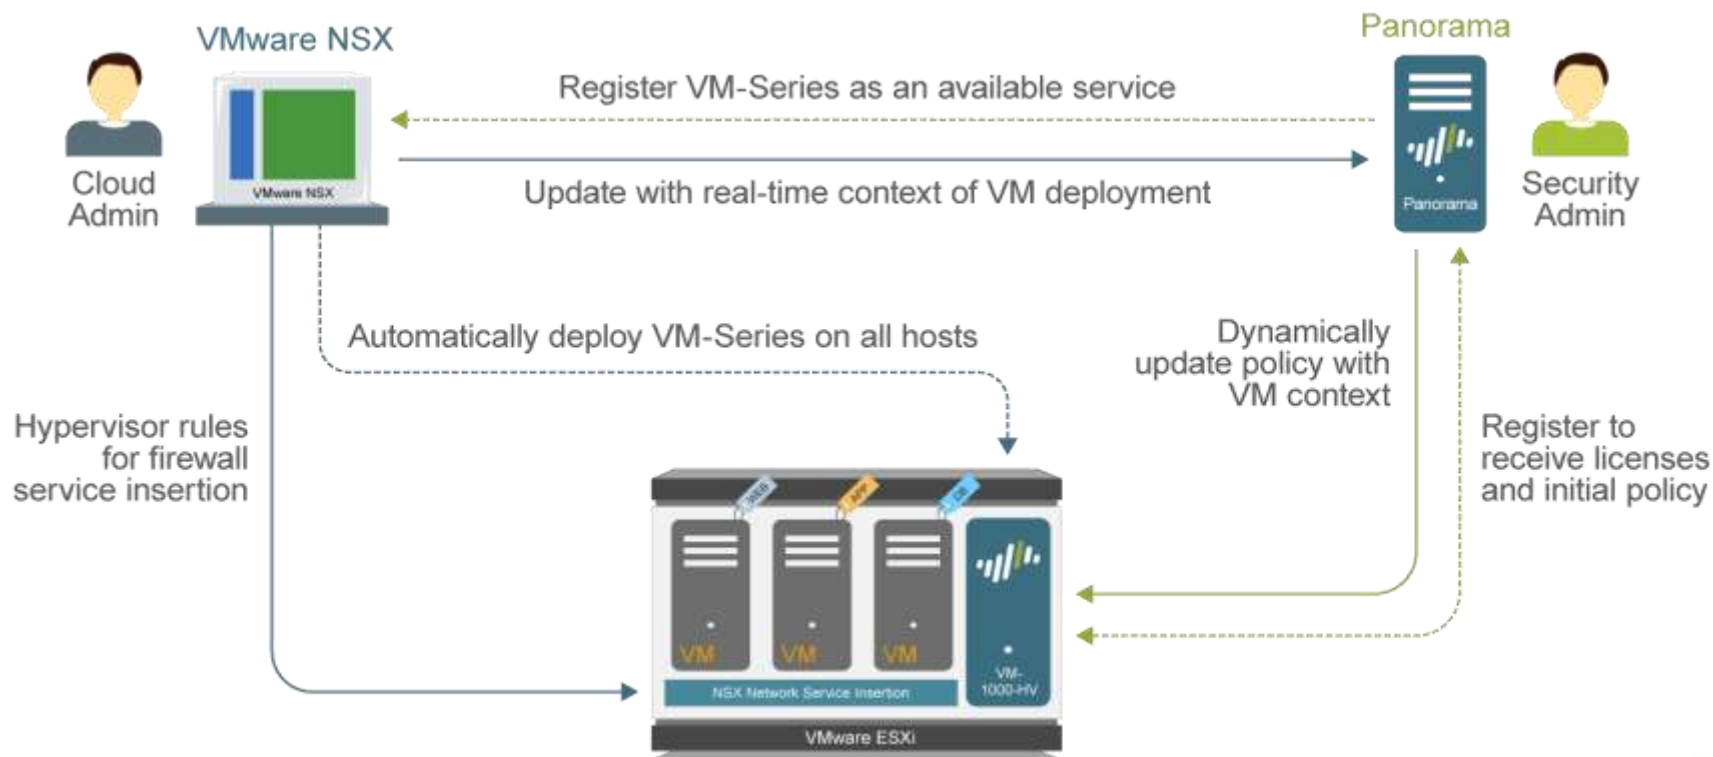 VMware NSX
Panorama
Register VM-Series as an available service
VMware NSX
Cloud
Admin
Update with real-time context of VM deployment
Panorama
Security
Admin
Automatically deploy VM-Series on all hosts
Dynamically
update policy with
VM context
Hypervisor rules
for firewall
service insertion
Register to
receive licenses
and initial policy
WEB
APP
DB
VM
VM
VM
VM-
1000-HV
NSX Network Service Insertion
VMware ESXi